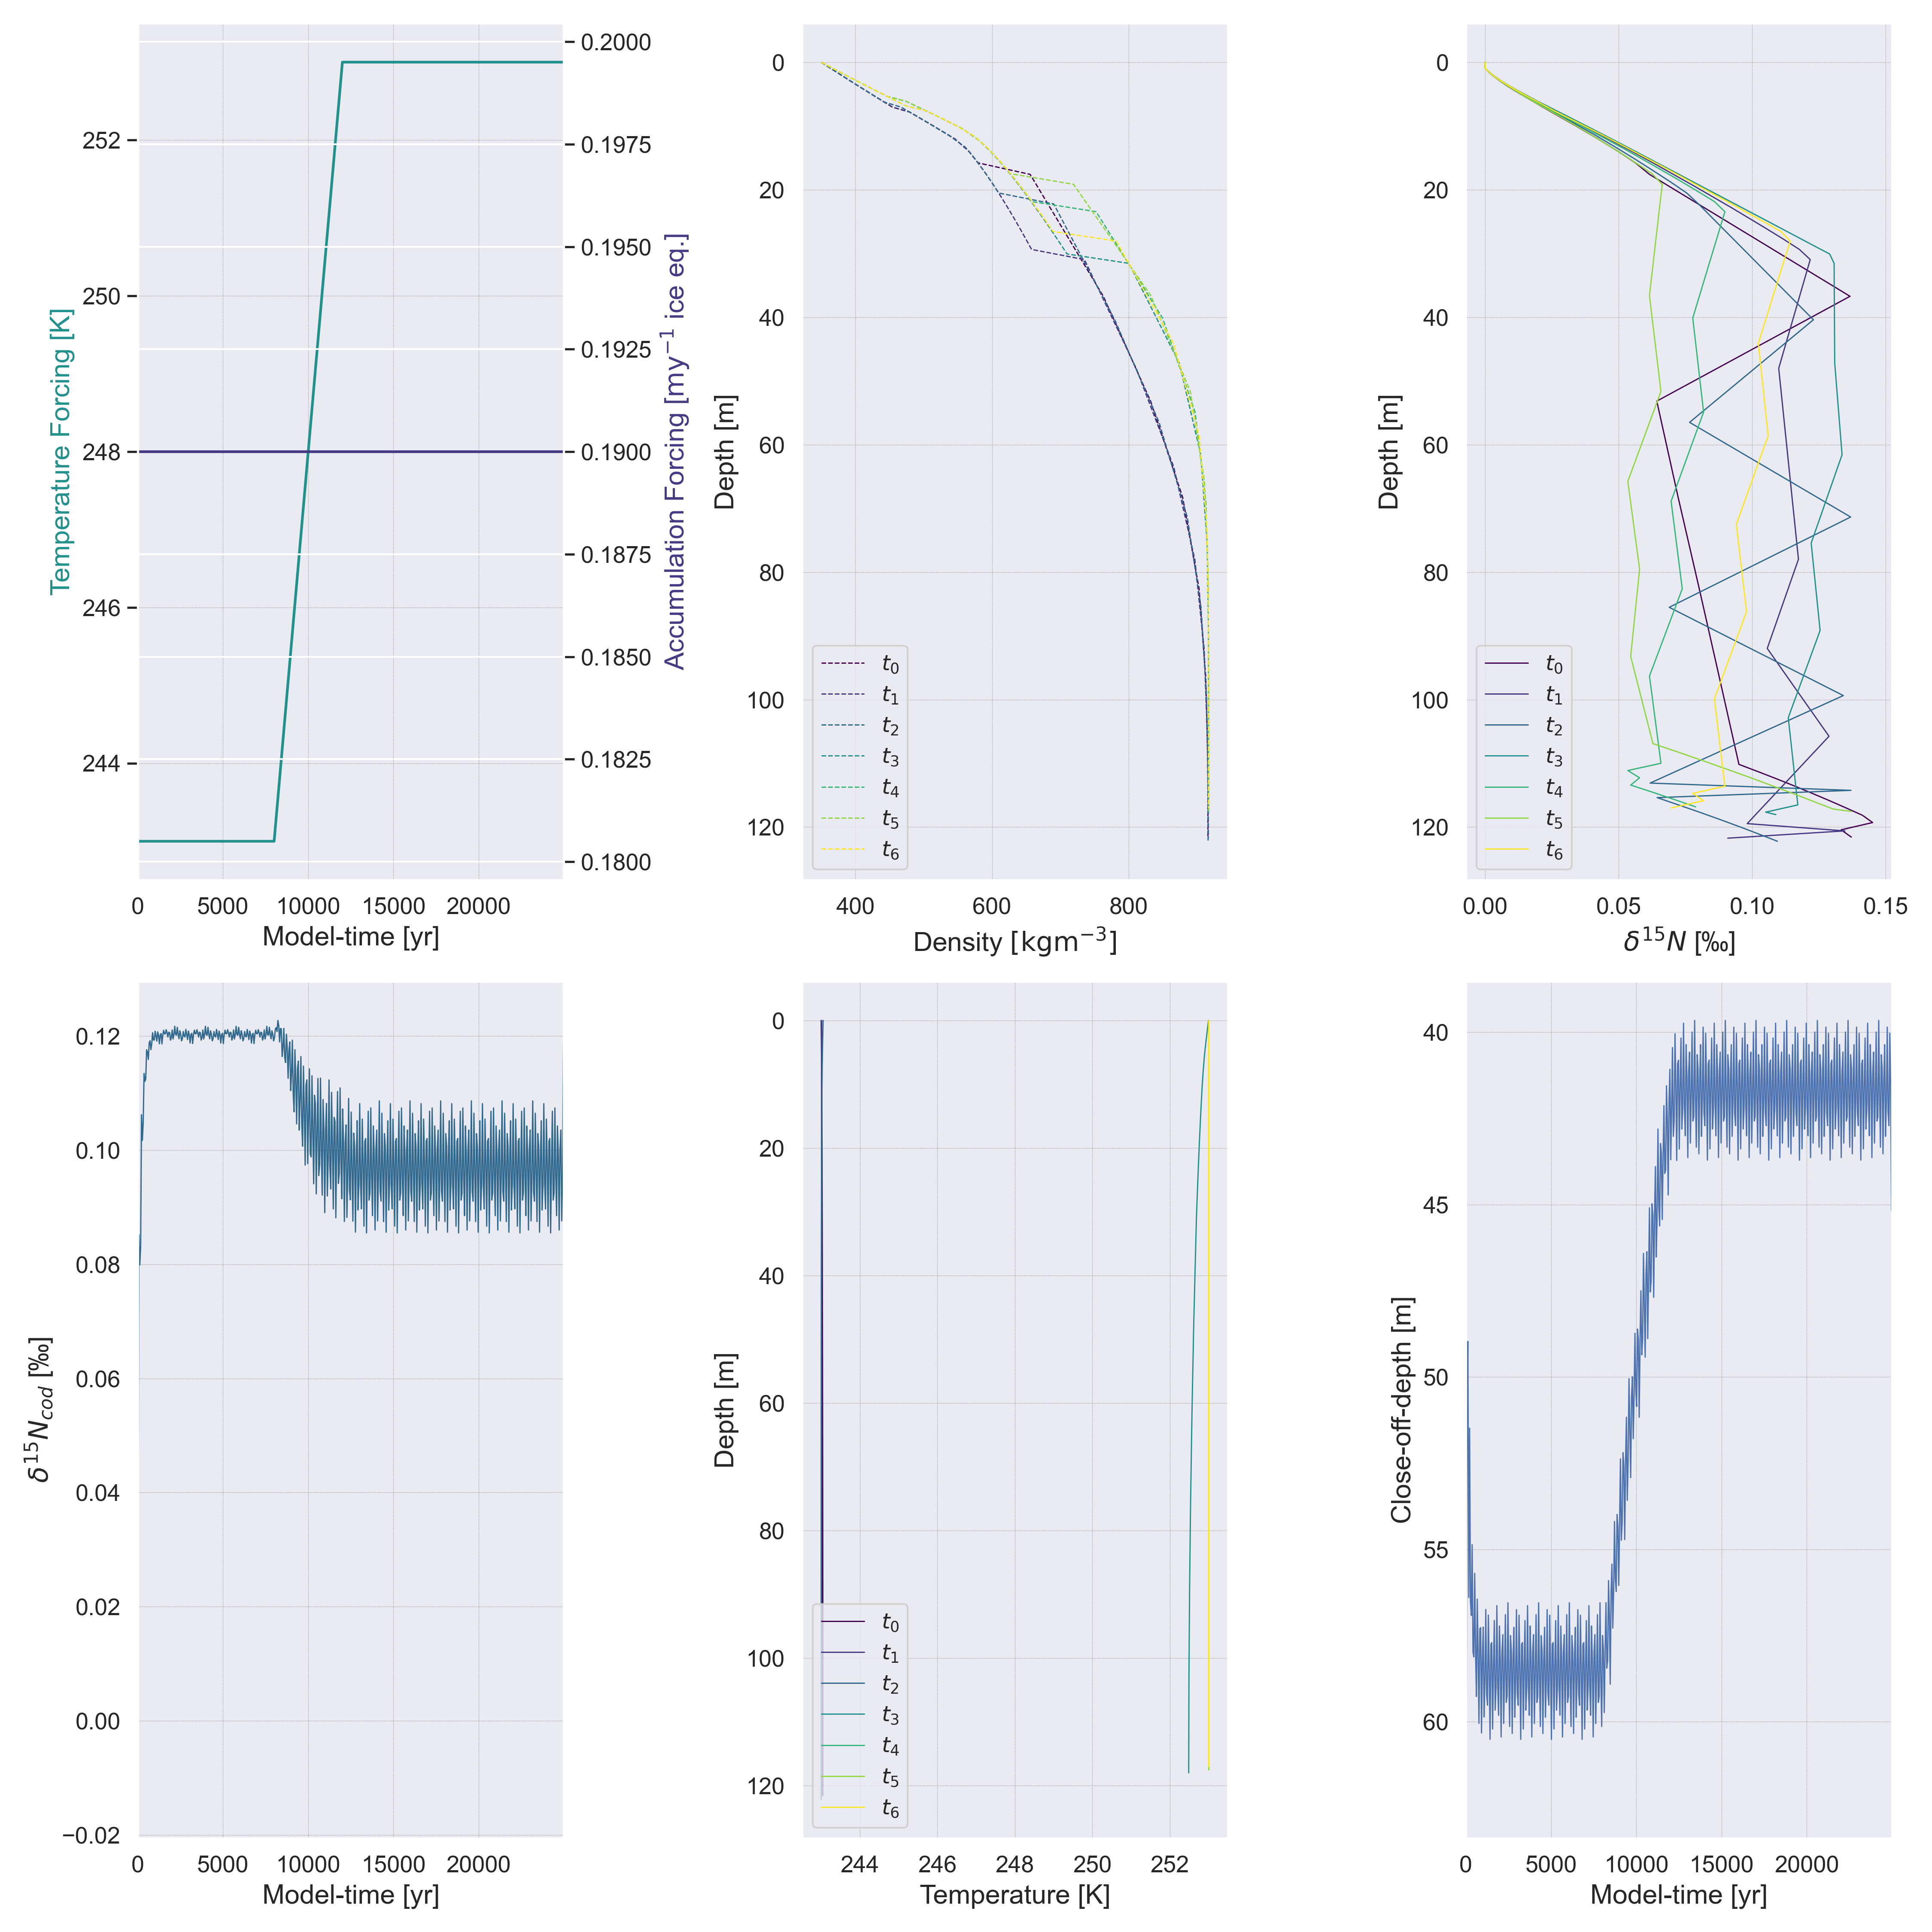 Temperature Forcing [K]
252
250
248
246
244
0.2000
0.1975
0.1950
0.1925
0.1900
0.1875
0.1850
0.1825
0.1800
Accumulation Forcing [my⁻¹ ice eq.]
0 5000 10000 15000 20000
Model-time [yr]
Depth [m]
0
20
40
60
80
100
120
t₀
t₁
t₂
t₃
t₄
t₅
t₆
400 600 800
Density [kgm⁻³]
Depth [m]
0
20
40
60
80
100
120
t₀
t₁
t₂
t₃
t₄
t₅
t₆
0.00 0.05 0.10 0.15
δ¹⁵N [‰]
δ¹⁵N_cod [‰]
0.12
0.10
0.08
0.06
0.04
0.02
0.00
−0.02
0 5000 10000 15000 20000
Model-time [yr]
Depth [m]
0
20
40
60
80
100
120
t₀
t₁
t₂
t₃
t₄
t₅
t₆
244 246 248 250 252
Temperature [K]
Close-off-depth [m]
40
45
50
55
60
0 5000 10000 15000 20000
Model-time [yr]